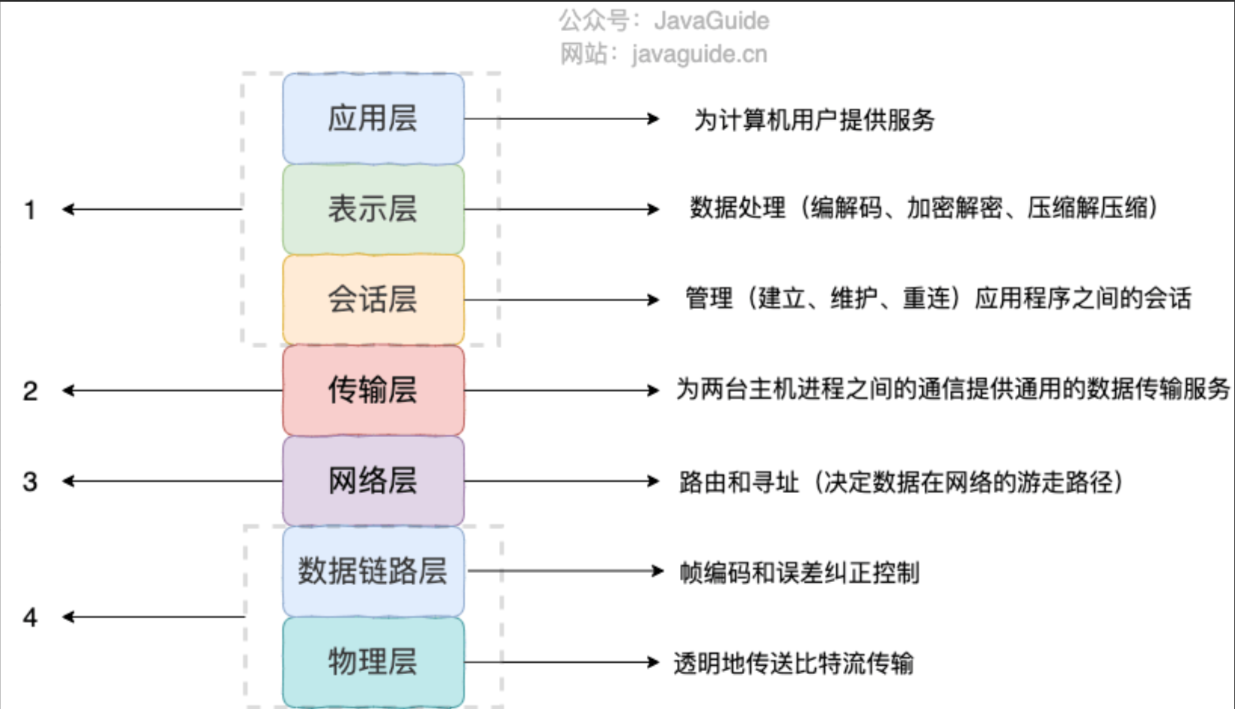 公众号：JavaGuide
网站：javaguide.cn
应用层
为计算机用户提供服务
1
表示层
数据处理（编解码、加密解密、压缩解压缩）
会话层
管理（建立、维护、重连）应用程序之间的会话
2
传输层
为两台主机进程之间的通信提供通用的数据传输服务
3
网络层
路由和寻址（决定数据在网络的游走路径）
数据链路层
帧编码和误差纠正控制
4
物理层
透明地传送比特流传输